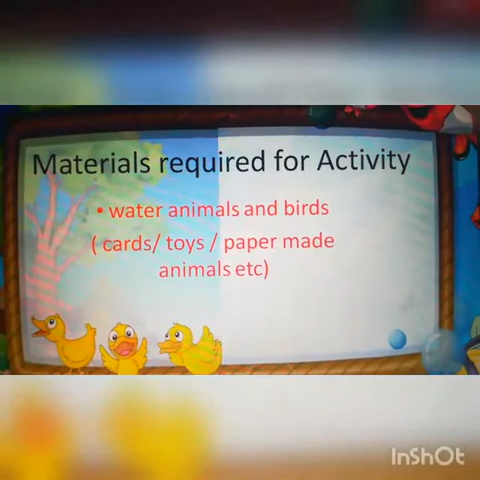 Materials required for Activity
• water animals and birds
( cards/ toys / paper made
animals etc)
InShOt